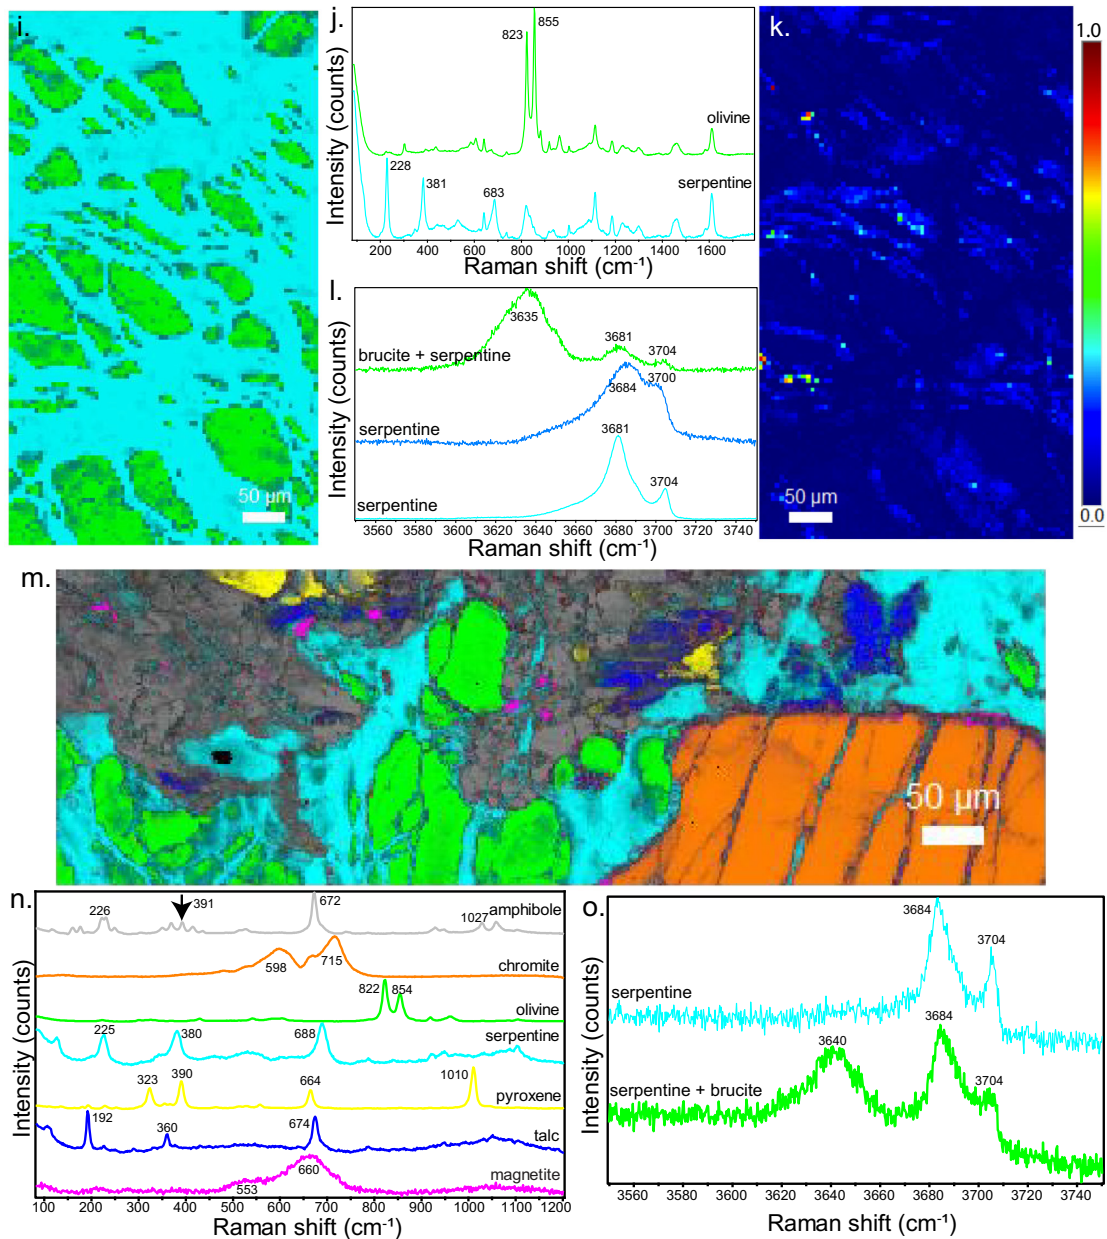 i.
50 µm
j.
823
855
olivine
228
381
683
serpentine
Intensity (counts)
200 400 600 800 1000 1200 1400 1600
Raman shift (cm⁻¹)
k.
1.0
0.0
50 µm
l.
3635
3681
3704
brucite + serpentine
3684
3700
serpentine
3681
3704
serpentine
Intensity (counts)
3560 3580 3600 3620 3640 3660 3680 3700 3720 3740
Raman shift (cm⁻¹)
m.
50 µm
n.
226
391
672
1027
amphibole
598
715
chromite
822
854
olivine
225
380
688
serpentine
323
390
664
1010
pyroxene
192
360
674
talc
553
660
magnetite
Intensity (counts)
100 200 300 400 500 600 700 800 900 1000 1100 1200
Raman shift (cm⁻¹)
o.
3684
3704
serpentine
3640
3684
3704
serpentine + brucite
Intensity (counts)
3560 3580 3600 3620 3640 3660 3680 3700 3720 3740
Raman shift (cm⁻¹)